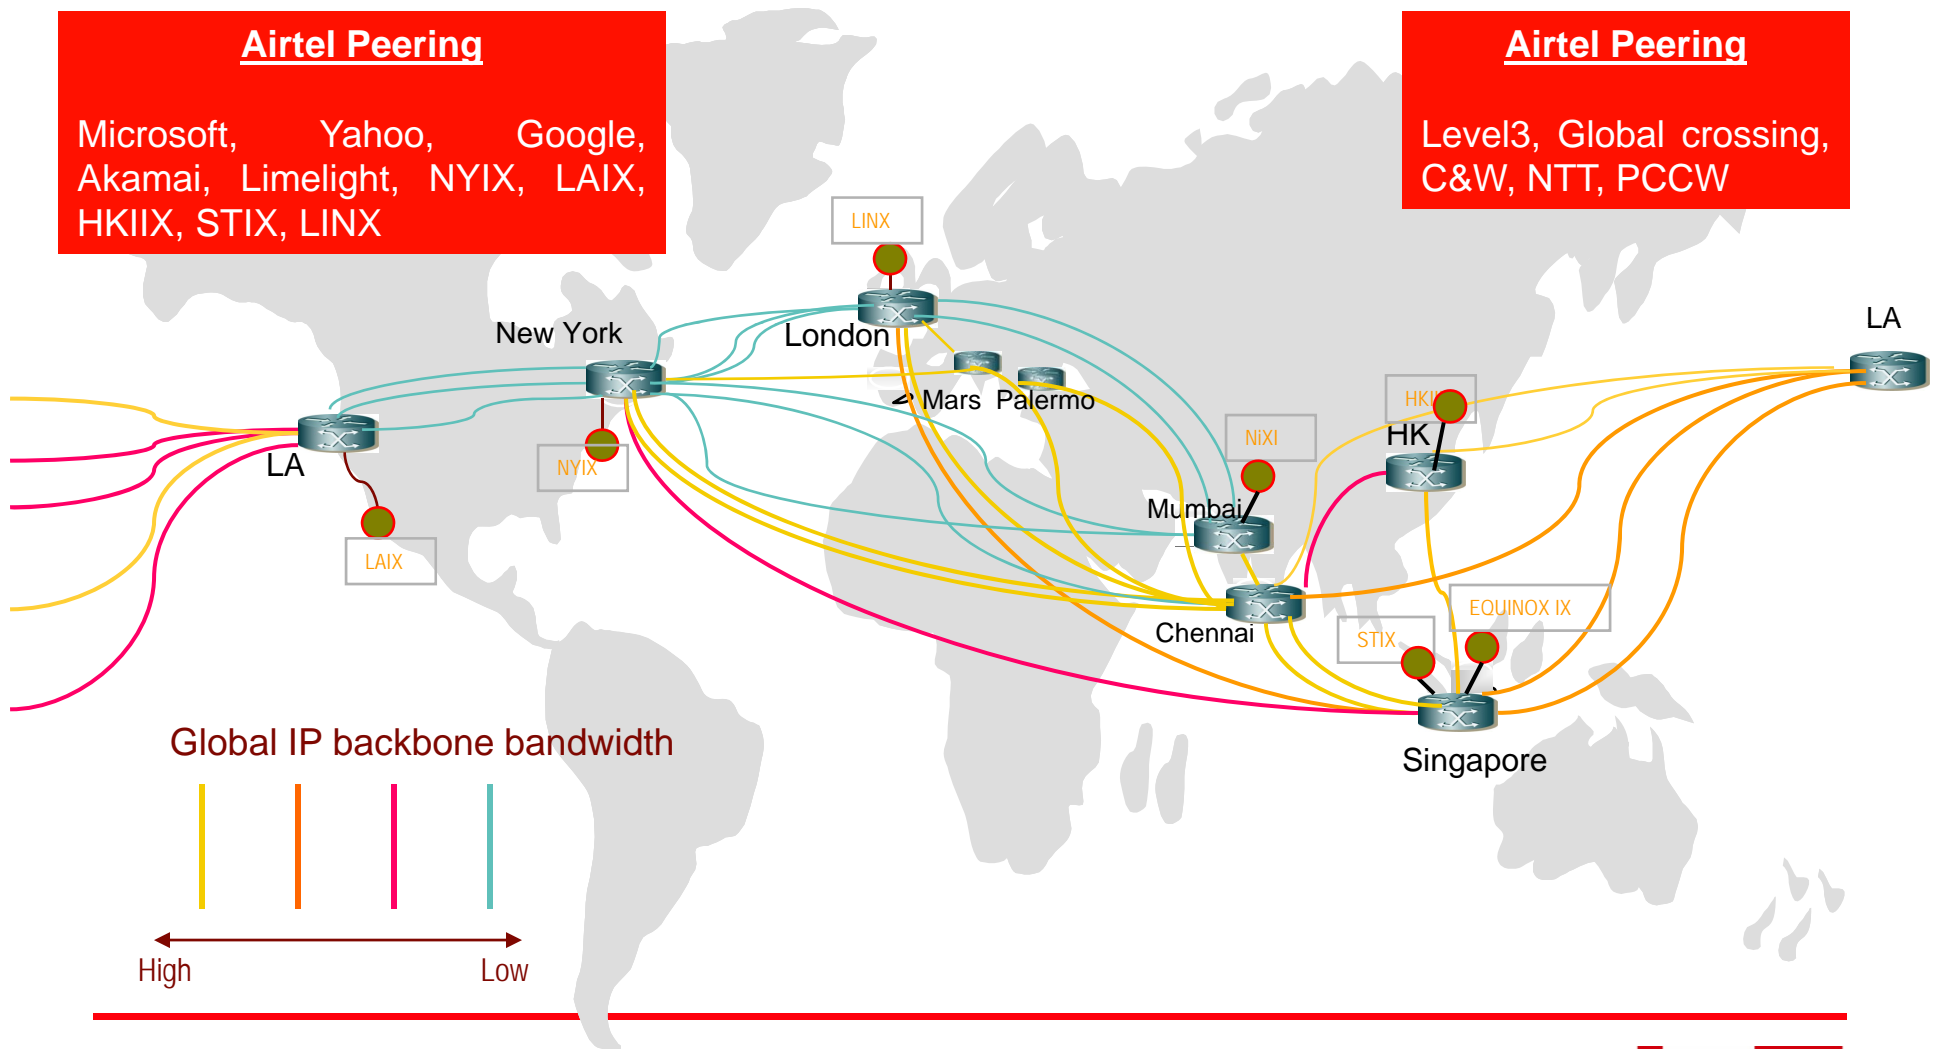 Airtel Peering
Microsoft, Yahoo, Google,
Akamai, Limelight, NYIX, LAIX,
HKIIX, STIX, LINX
Airtel Peering
Level3, Global crossing,
C&W, NTT, PCCW
LINX
New York
London
LA
Mars
Palermo
HK
LA
NYIX
NiXI
LAIX
Mumbai
Chennai
STIX
EQUINOX IX
Singapore
Global IP backbone bandwidth
High
Low